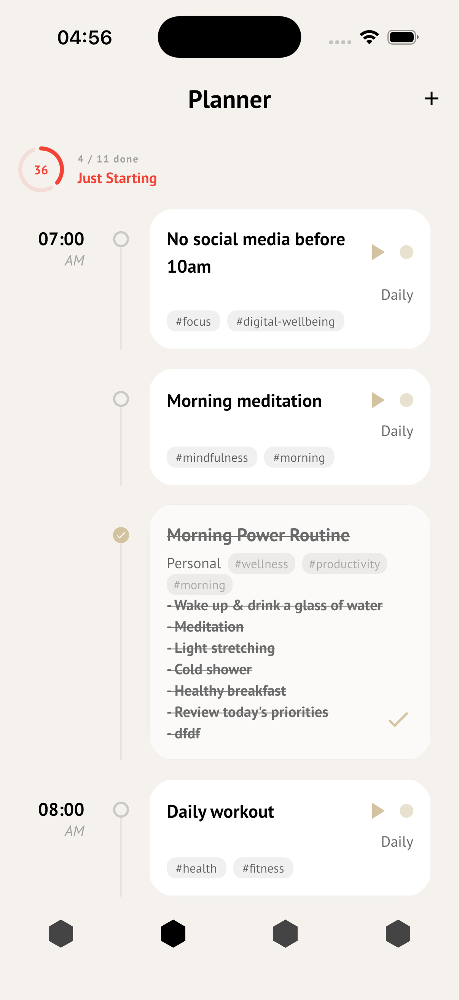 04:56
Planner
+
4 / 11 done
36
Just Starting
07:00
AM
No social media before
10am
Daily
#focus #digital-wellbeing
Morning meditation
Daily
#mindfulness #morning
Morning Power Routine
Personal #wellness #productivity
#morning
- Wake up & drink a glass of water
- Meditation
- Light stretching
- Cold shower
- Healthy breakfast
- Review today's priorities
- dfdf
08:00
AM
Daily workout
Daily
#health #fitness